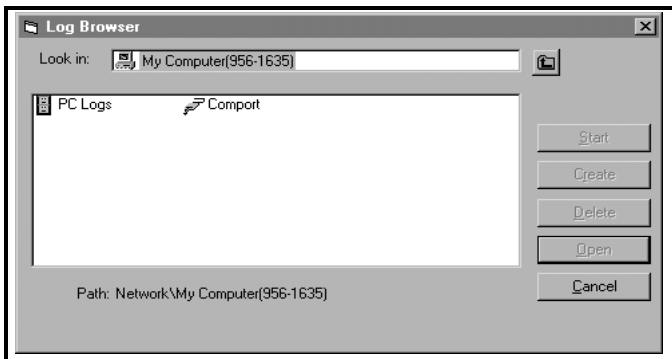 Log Browser
Look in: My Computer(956-1635)
PC Logs Comport
Start
Create
Delete
Open
Cancel
Path: Network\My Computer(956-1635)